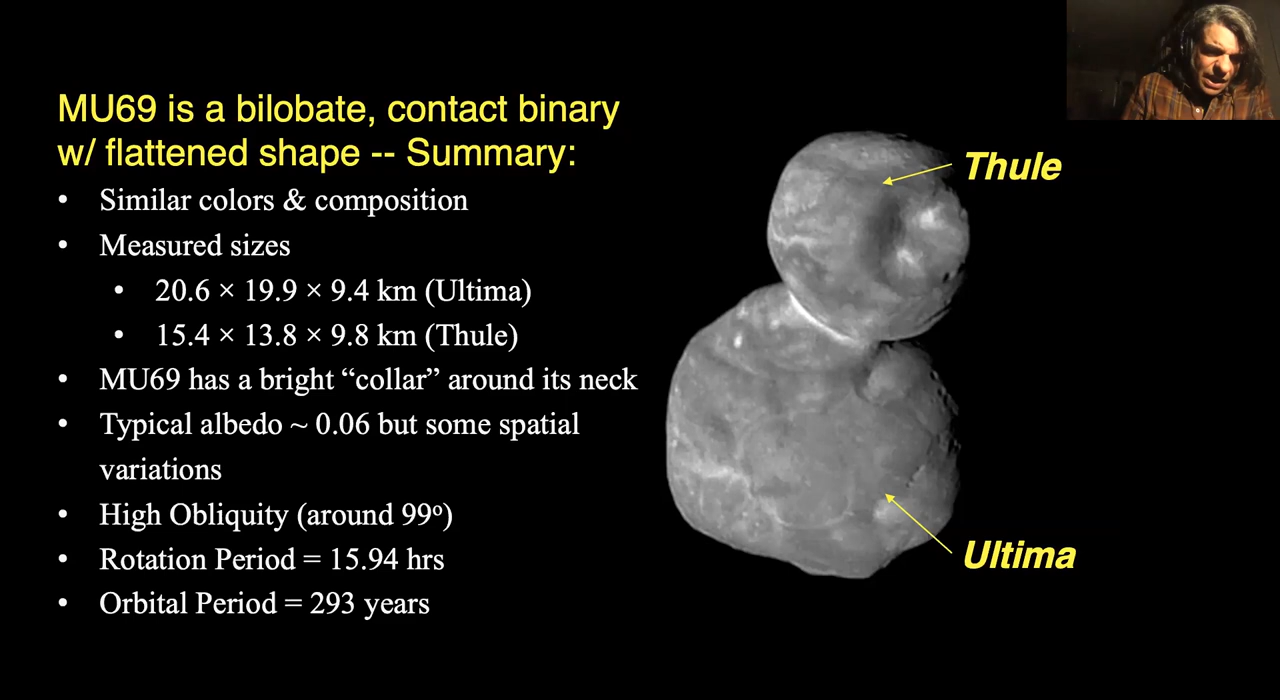 MU69 is a bilobate, contact binary
w/ flattened shape -- Summary:
• Similar colors & composition
• Measured sizes
• 20.6 × 19.9 × 9.4 km (Ultima)
• 15.4 × 13.8 × 9.8 km (Thule)
• MU69 has a bright “collar” around its neck
• Typical albedo ~ 0.06 but some spatial
variations
• High Obliquity (around 99º)
• Rotation Period = 15.94 hrs
• Orbital Period = 293 years
Thule
Ultima